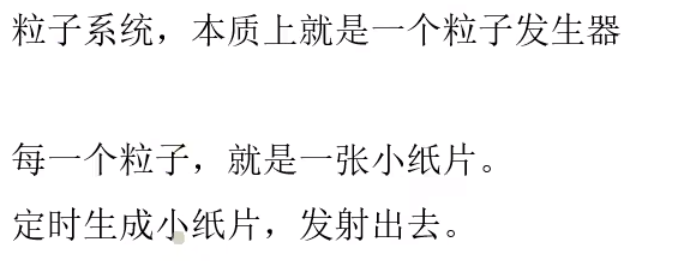 粒子系统，本质上就是一个粒子发生器
每一个粒子，就是一张小纸片。
定时生成小纸片，发射出去。